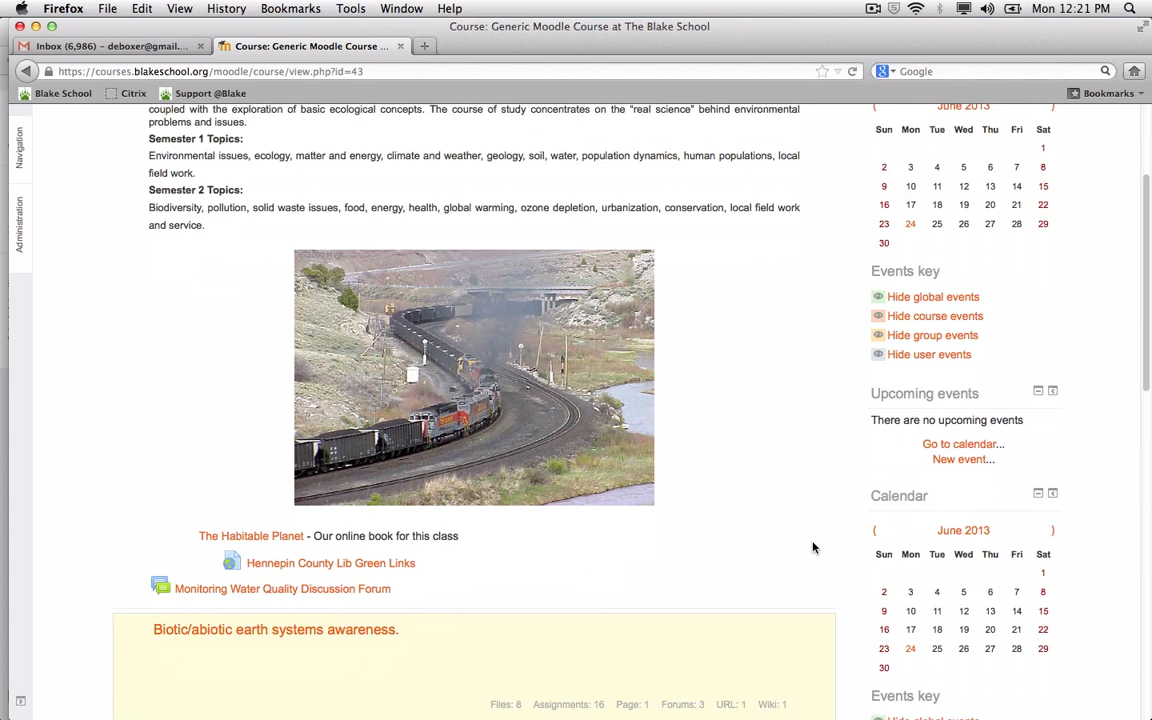 Firefox File Edit View History Bookmarks Tools Window Help Mon 12:21 PM
Course: Generic Moodle Course at The Blake School
Inbox (6,986) – deboxer@gmail.... Course: Generic Moodle Course ...
https://courses.blakeschool.org/moodle/course/view.php?id=43 Google
Blake School Citrix Support @Blake Bookmarks
Navigation
Administration
coupled with the exploration of basic ecological concepts. The course of study concentrates on the "real science" behind environmental
problems and issues.
Semester 1 Topics:
Environmental issues, ecology, matter and energy, climate and weather, geology, soil, water, population dynamics, human populations, local
field work.
Semester 2 Topics:
Biodiversity, pollution, solid waste issues, food, energy, health, global warming, ozone depletion, urbanization, conservation, local field work
and service.
The Habitable Planet - Our online book for this class
Hennepin County Lib Green Links
Monitoring Water Quality Discussion Forum
Biotic/abiotic earth systems awareness.
Files: 8 Assignments: 16 Page: 1 Forums: 3 URL: 1 Wiki: 1
June 2013
Sun Mon Tue Wed Thu Fri Sat
1
2 3 4 5 6 7 8
9 10 11 12 13 14 15
16 17 18 19 20 21 22
23 24 25 26 27 28 29
30
Events key
Hide global events
Hide course events
Hide group events
Hide user events
Upcoming events
There are no upcoming events
Go to calendar...
New event...
Calendar
June 2013
Sun Mon Tue Wed Thu Fri Sat
1
2 3 4 5 6 7 8
9 10 11 12 13 14 15
16 17 18 19 20 21 22
23 24 25 26 27 28 29
30
Events key
Hide global events